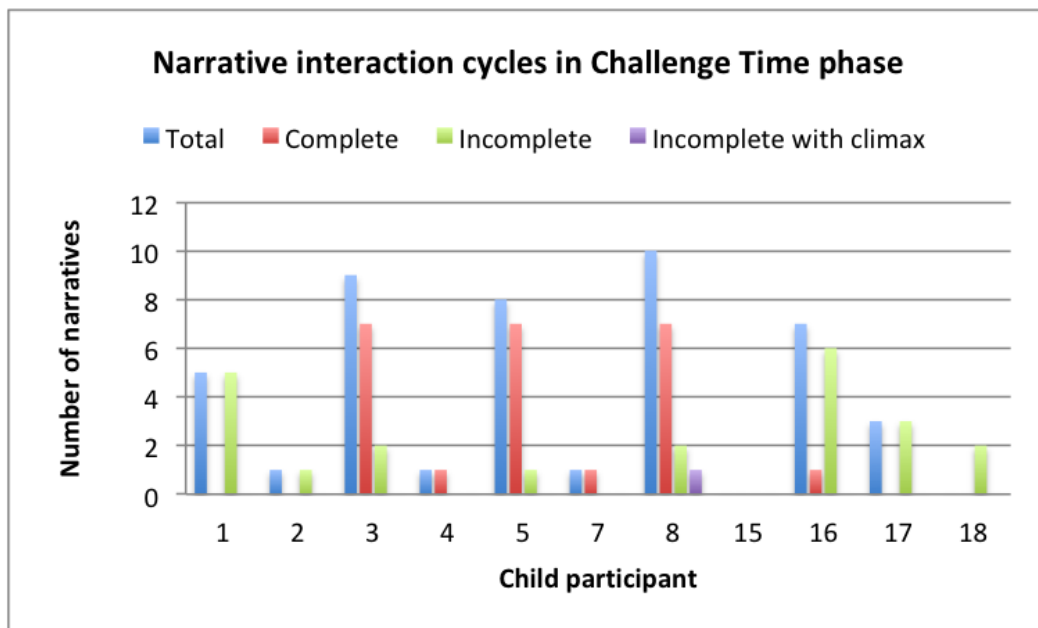 Narrative interaction cycles in Challenge Time phase
Total Complete Incomplete Incomplete with climax
Number of narratives
12
10
8
6
4
2
0
1 2 3 4 5 7 8 15 16 17 18
Child participant